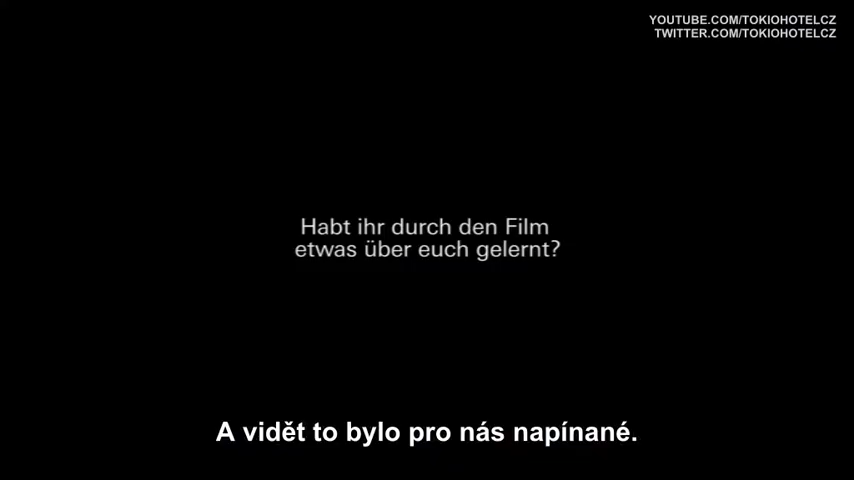 YOUTUBE.COM/TOKIOHOTELCZ
TWITTER.COM/TOKIOHOTELCZ
Habt ihr durch den Film
etwas über euch gelernt?
A vidět to bylo pro nás napínané.